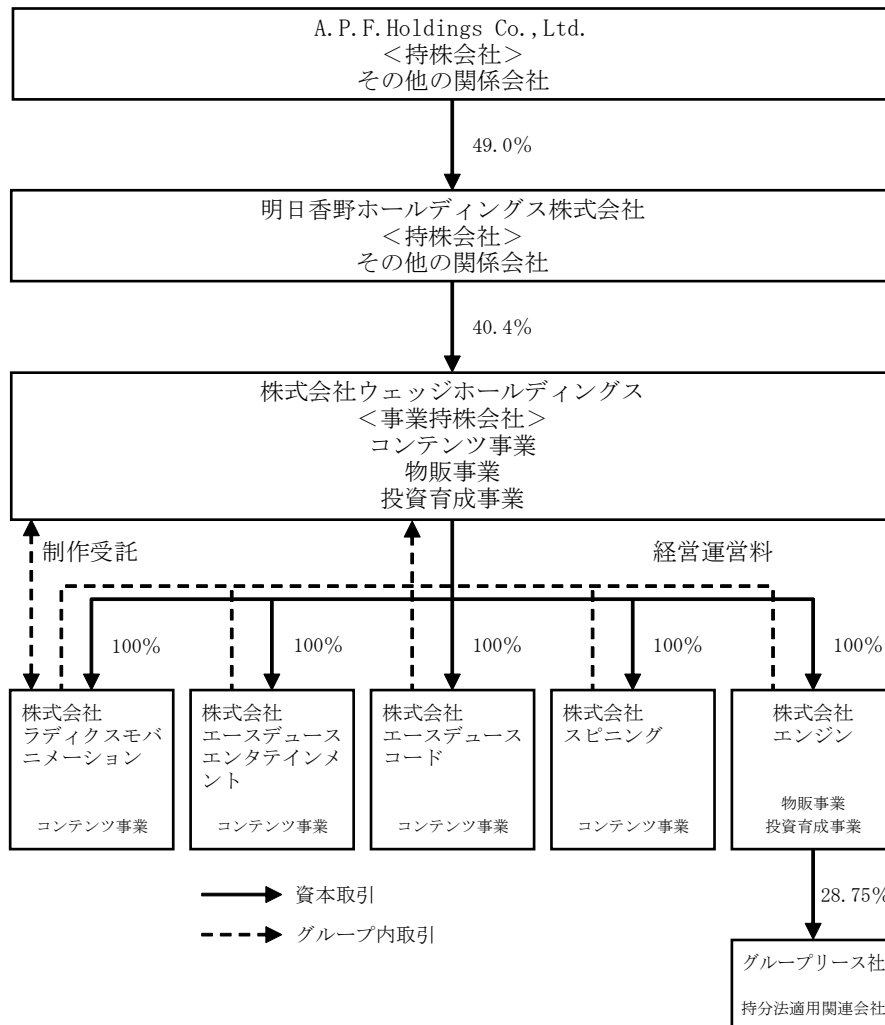 A.P.F.Holdings Co.,Ltd.
＜持株会社＞
その他の関係会社
49.0%
明日香野ホールディングス株式会社
＜持株会社＞
その他の関係会社
40.4%
株式会社ウェッジホールディングス
＜事業持株会社＞
コンテンツ事業
物販事業
投資育成事業
制作受託
経営運営料
100%
100%
100%
100%
100%
株式会社
ラディクスモバ
ニメーション
コンテンツ事業
株式会社
エースデュース
エンタテインメ
ント
コンテンツ事業
株式会社
エースデュース
コード
コンテンツ事業
株式会社
スピニング
コンテンツ事業
株式会社
エンジン
物販事業
投資育成事業
資本取引
グループ内取引
28.75%
グループリース社
持分法適用関連会社